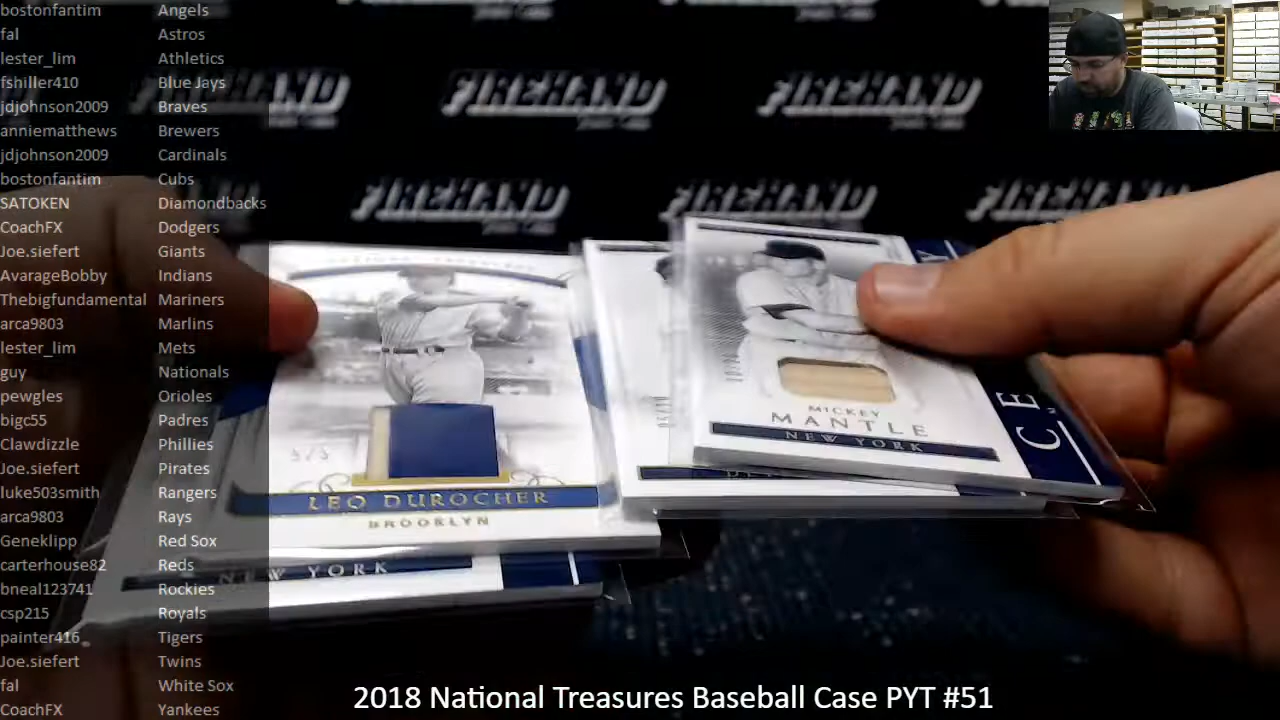 bostonfantim Angels
fal Astros
lester_lim Athletics
fshiller410 Blue Jays
jdjohnson2009 Braves
anniematthews Brewers
jdjohnson2009 Cardinals
bostonfantim Cubs
SATOKEN Diamondbacks
CoachFX Dodgers
Joe.siefert Giants
AvarageBobby Indians
Thebigfundamental Mariners
arca9803 Marlins
lester_lim Mets
guy Nationals
pewgles Orioles
bigc55 Padres
Clawdizzle Phillies
Joe.siefert Pirates
luke503smith Rangers
arca9803 Rays
Geneklipp Red Sox
carterhouse82 Reds
bneal123741 Rockies
csp215 Royals
painter416 Tigers
Joe.siefert Twins
fal White Sox
CoachFX Yankees
FIREHAND
FIREHAND
FIREHAND
FIREHAND
FIREHAND
LEO DUROCHER
BROOKLYN
NEW YORK
MICKEY
MANTLE
NEW YORK
2018 National Treasures Baseball Case PYT #51